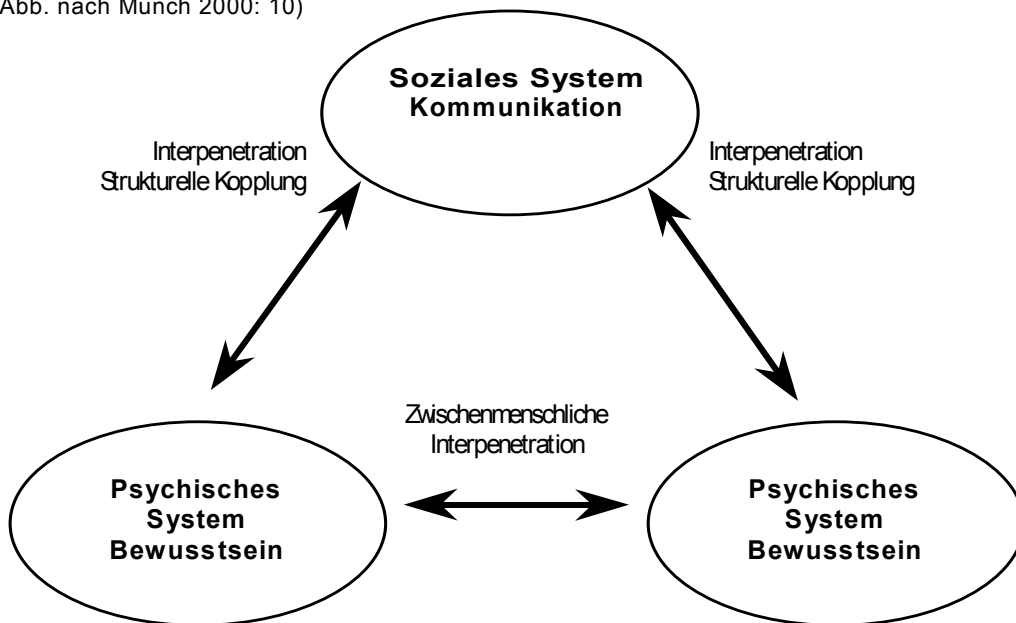 Abb. nach Münch 2000: 10)
Soziales System
Kommunikation
Interpenetration
Strukturelle Kopplung
Interpenetration
Strukturelle Kopplung
Zwischenmenschliche
Interpenetration
Psychisches
System
Bewusstsein
Psychisches
System
Bewusstsein